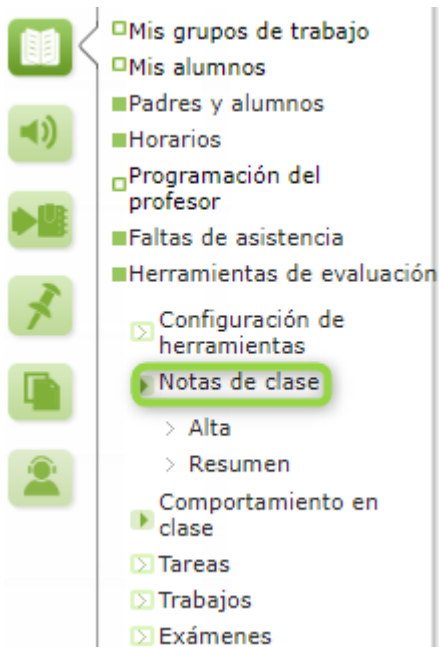 Mis grupos de trabajo
Mis alumnos
Padres y alumnos
Horarios
Programación del
profesor
Faltas de asistencia
Herramientas de evaluación
Configuración de
herramientas
Notas de clase
Alta
Resumen
Comportamiento en
clase
Tareas
Trabajos
Exámenes